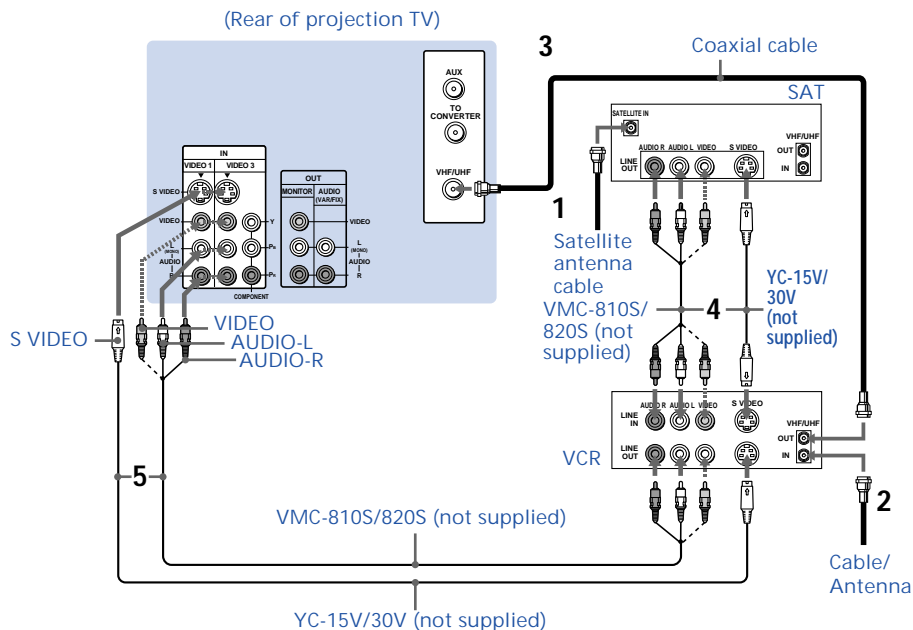 (Rear of projection TV)
3
Coaxial cable
AUX
TO
CONVERTER
VHF/UHF
SAT
SATELLITE IN
AUDIO R AUDIO L VIDEO S VIDEO
VHF/UHF
OUT
IN
LINE
OUT
IN
VIDEO 1 VIDEO 3
S VIDEO
VIDEO
L
(MONO)
AUDIO
R
Y
PB
PR
COMPONENT
OUT
MONITOR AUDIO
(VAR/FIX)
VIDEO
L
(MONO)
AUDIO
R
1
Satellite
antenna
cable
VMC-810S/
820S (not
supplied)
4
YC-15V/
30V
(not
supplied)
S VIDEO
VIDEO
AUDIO-L
AUDIO-R
AUDIO R AUDIO L VIDEO S VIDEO
LINE
IN
LINE
OUT
VHF/UHF
OUT
IN
VCR
5
2
VMC-810S/820S (not supplied)
Cable/
Antenna
YC-15V/30V (not supplied)